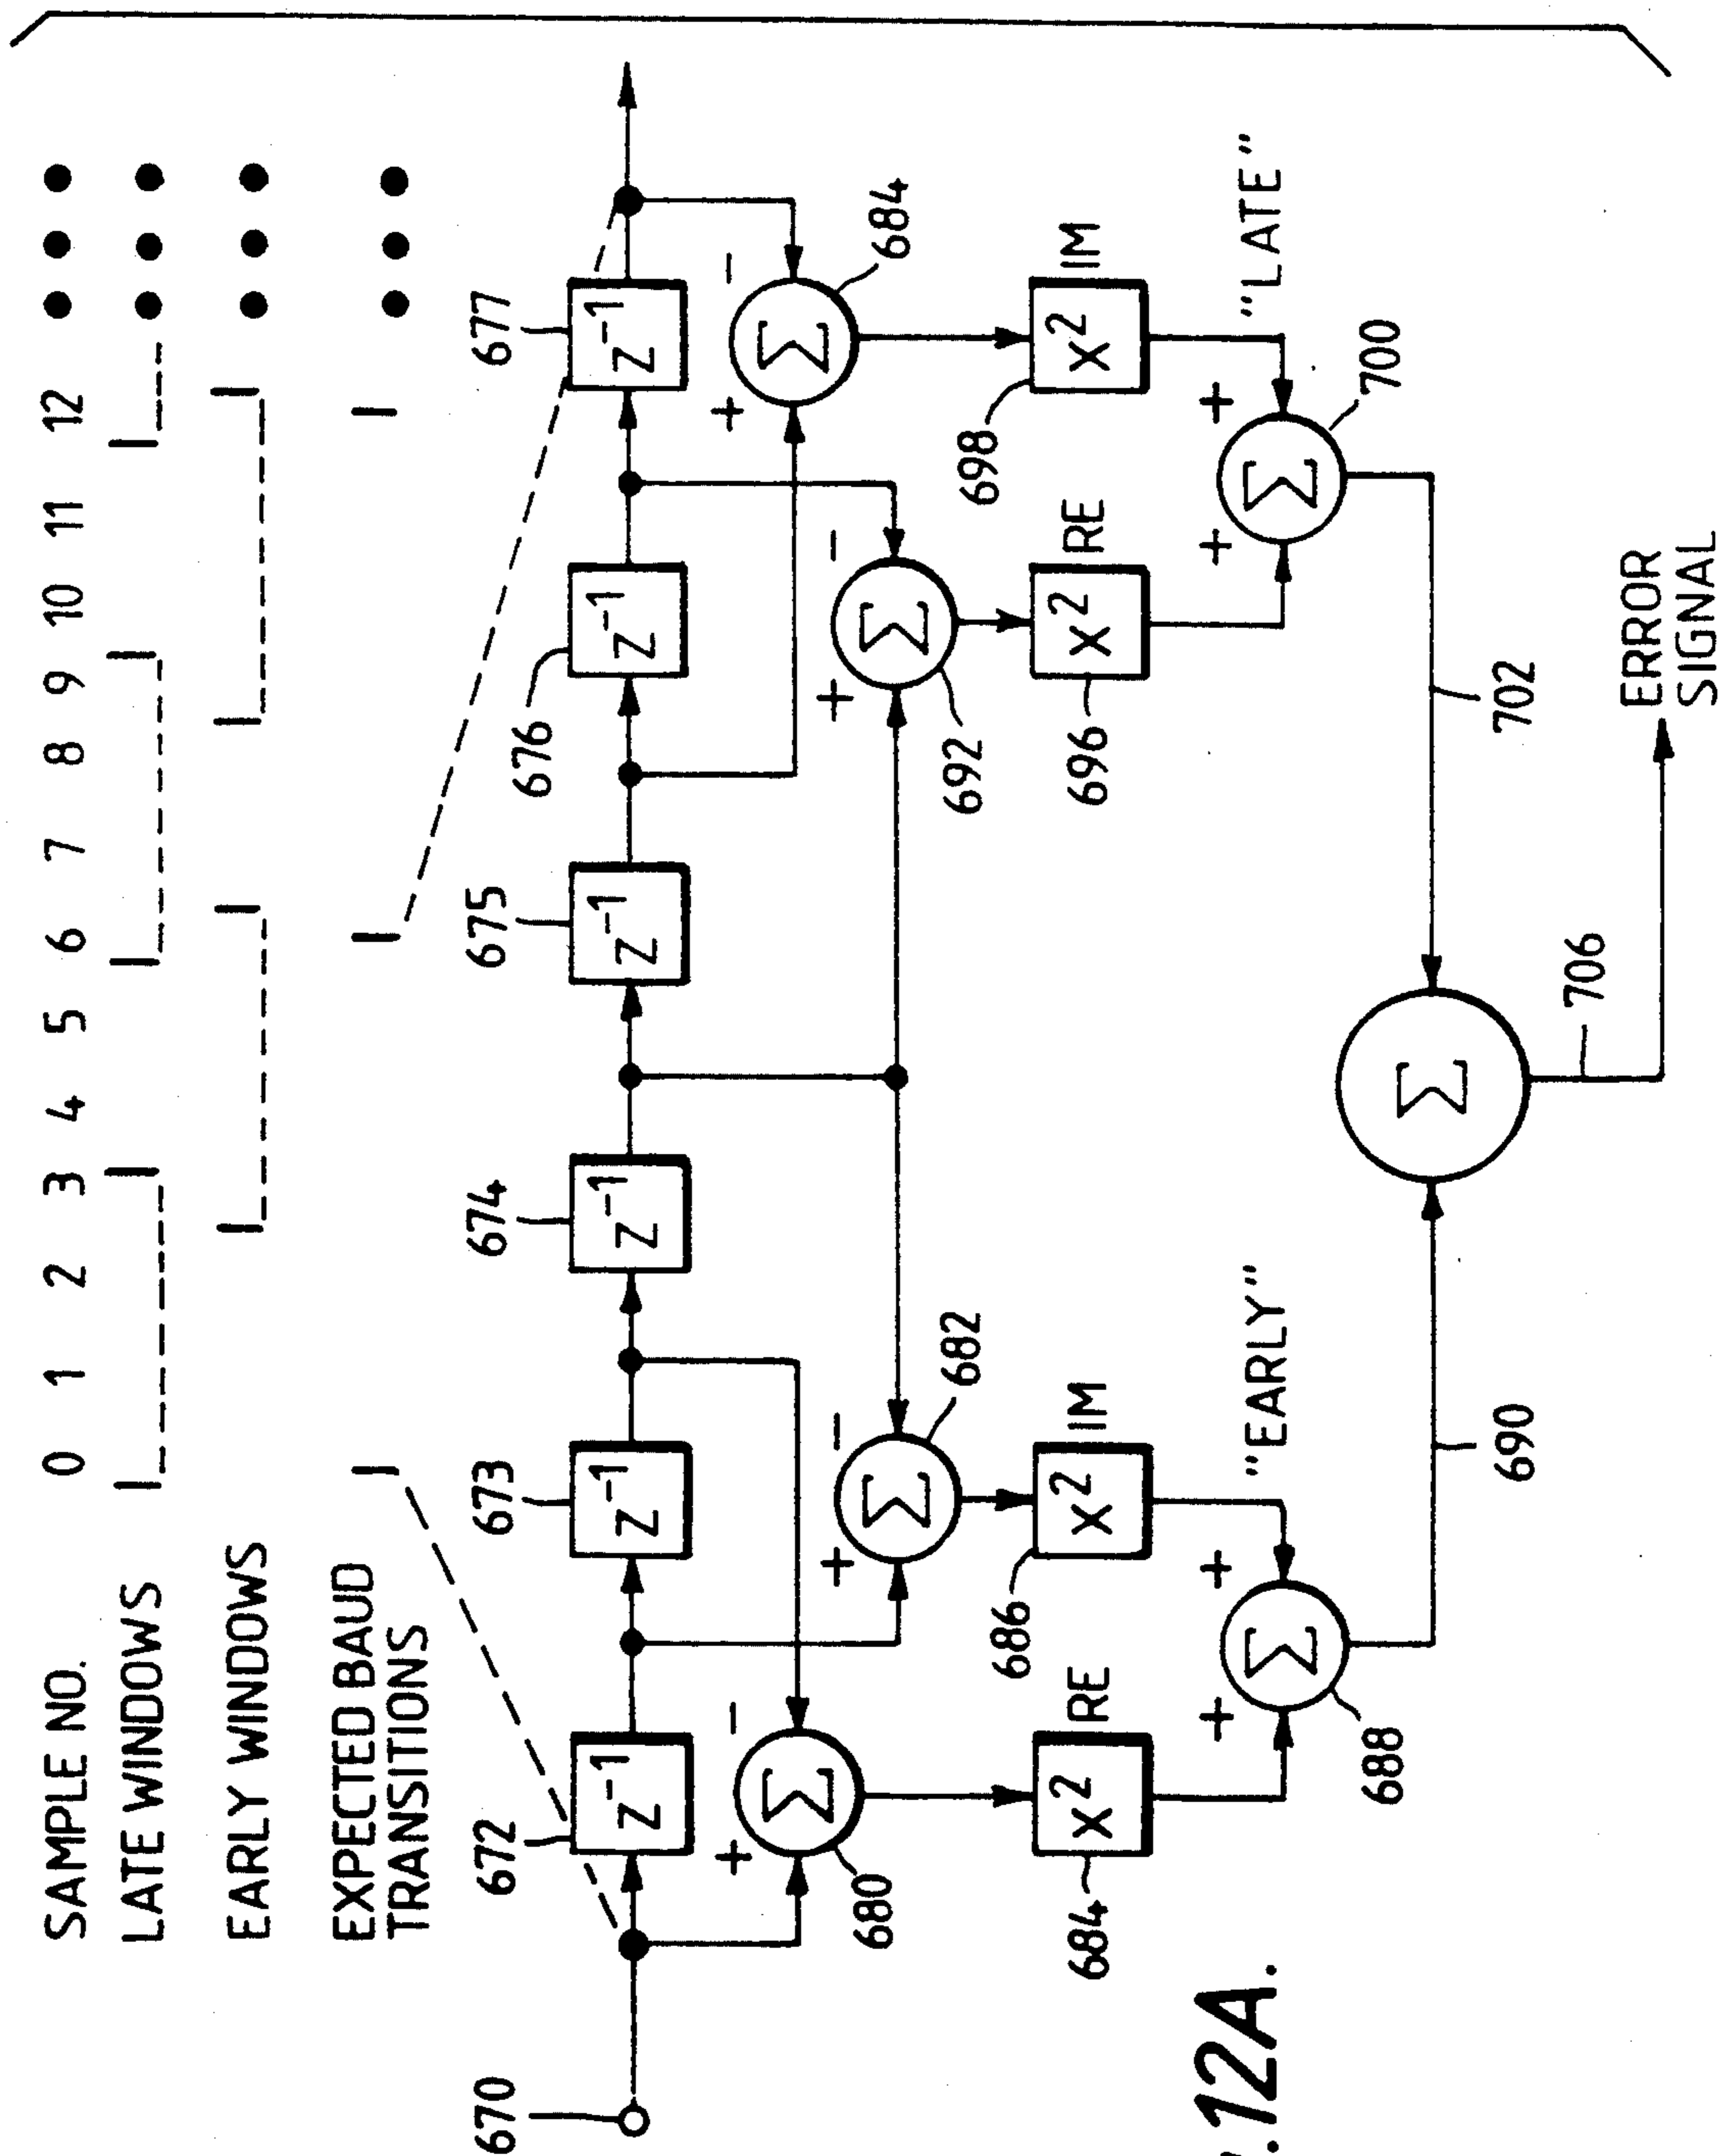 SAMPLE NO. 0 1 2 3 4 5 6 7 8 9 10 11 12
LATE WINDOWS
EARLY WINDOWS
EXPECTED BAUD
TRANSITIONS
670 672 673 674 675 676 677
z⁻¹ z⁻¹ z⁻¹ z⁻¹ z⁻¹ z⁻¹
+ Σ − 680
+ Σ − 684
+ Σ − 682
+ Σ − 692
684 X² RE
686 X² IM
696 X² RE
698 X² IM
"EARLY"
"LATE"
+ Σ + 688
+ Σ + 700
690
Σ
702
706
ERROR
SIGNAL
.12A.